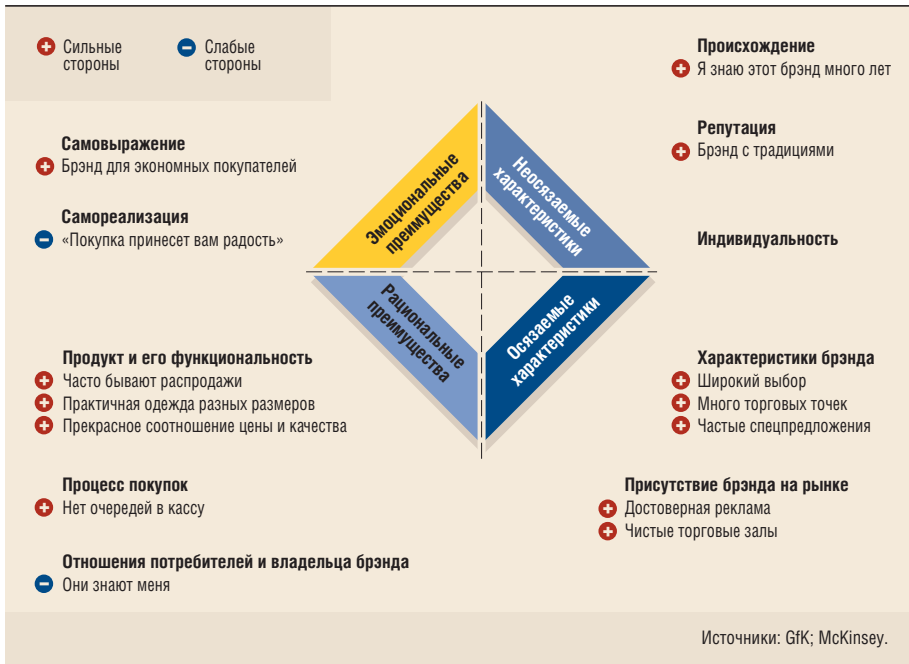 Сильные
стороны
Слабые
стороны
Происхождение
Я знаю этот брэнд много лет
Репутация
Брэнд с традициями
Индивидуальность
Самовыражение
Брэнд для экономных покупателей
Самореализация
«Покупка принесет вам радость»
Эмоциональные
преимущества
Неосязаемые
характеристики
Рациональные
преимущества
Осязаемые
характеристики
Продукт и его функциональность
Часто бывают распродажи
Практичная одежда разных размеров
Прекрасное соотношение цены и качества
Процесс покупок
Нет очередей в кассу
Отношения потребителей и владельца брэнда
Они знают меня
Характеристики брэнда
Широкий выбор
Много торговых точек
Частые спецпредложения
Присутствие брэнда на рынке
Достоверная реклама
Чистые торговые залы
Источники: GfK; McKinsey.